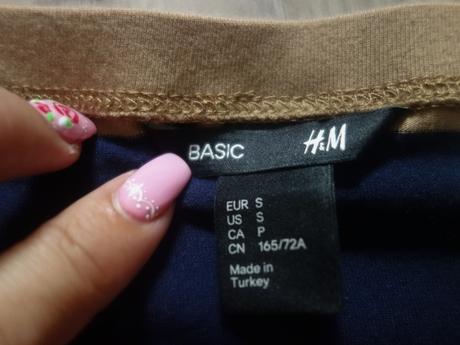 BASIC H&M
EUR S
US S
CA P
CN 165/72A
Made in
Turkey